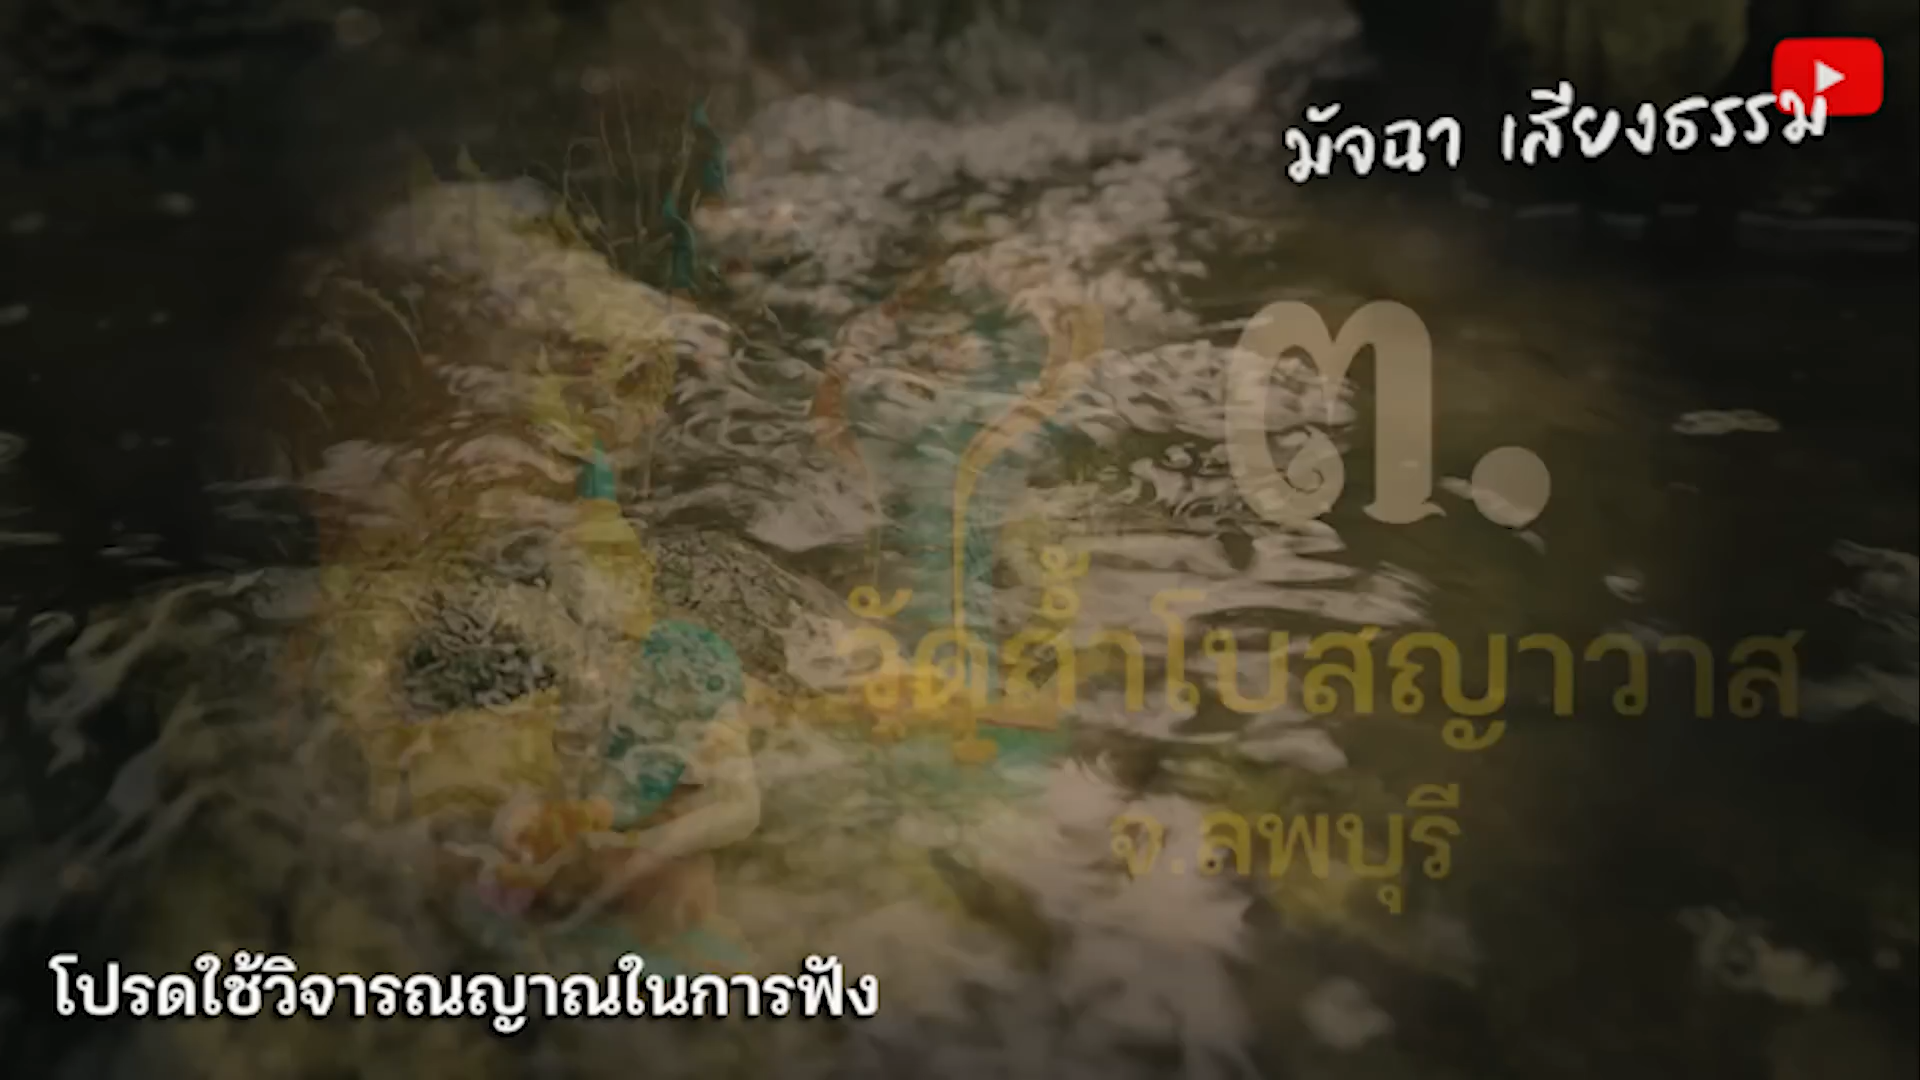 มัจฉา เสียงธรรม
๓.
วัดถ้ำโบสญาวาส
จ.ลพบุรี
โปรดใช้วิจารณญาณในการฟัง